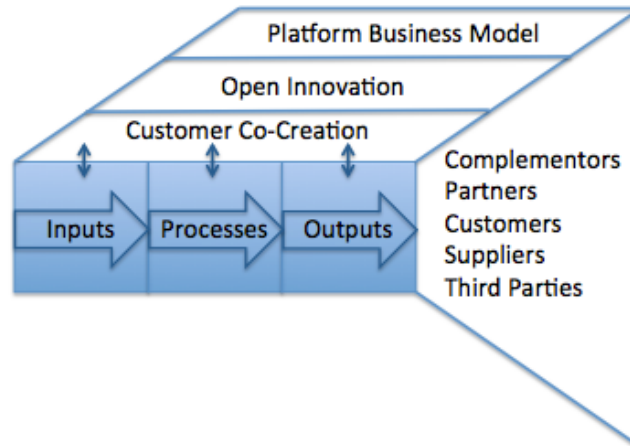 Platform Business Model
Open Innovation
Customer Co-Creation
Inputs
Processes
Outputs
Complementors
Partners
Customers
Suppliers
Third Parties